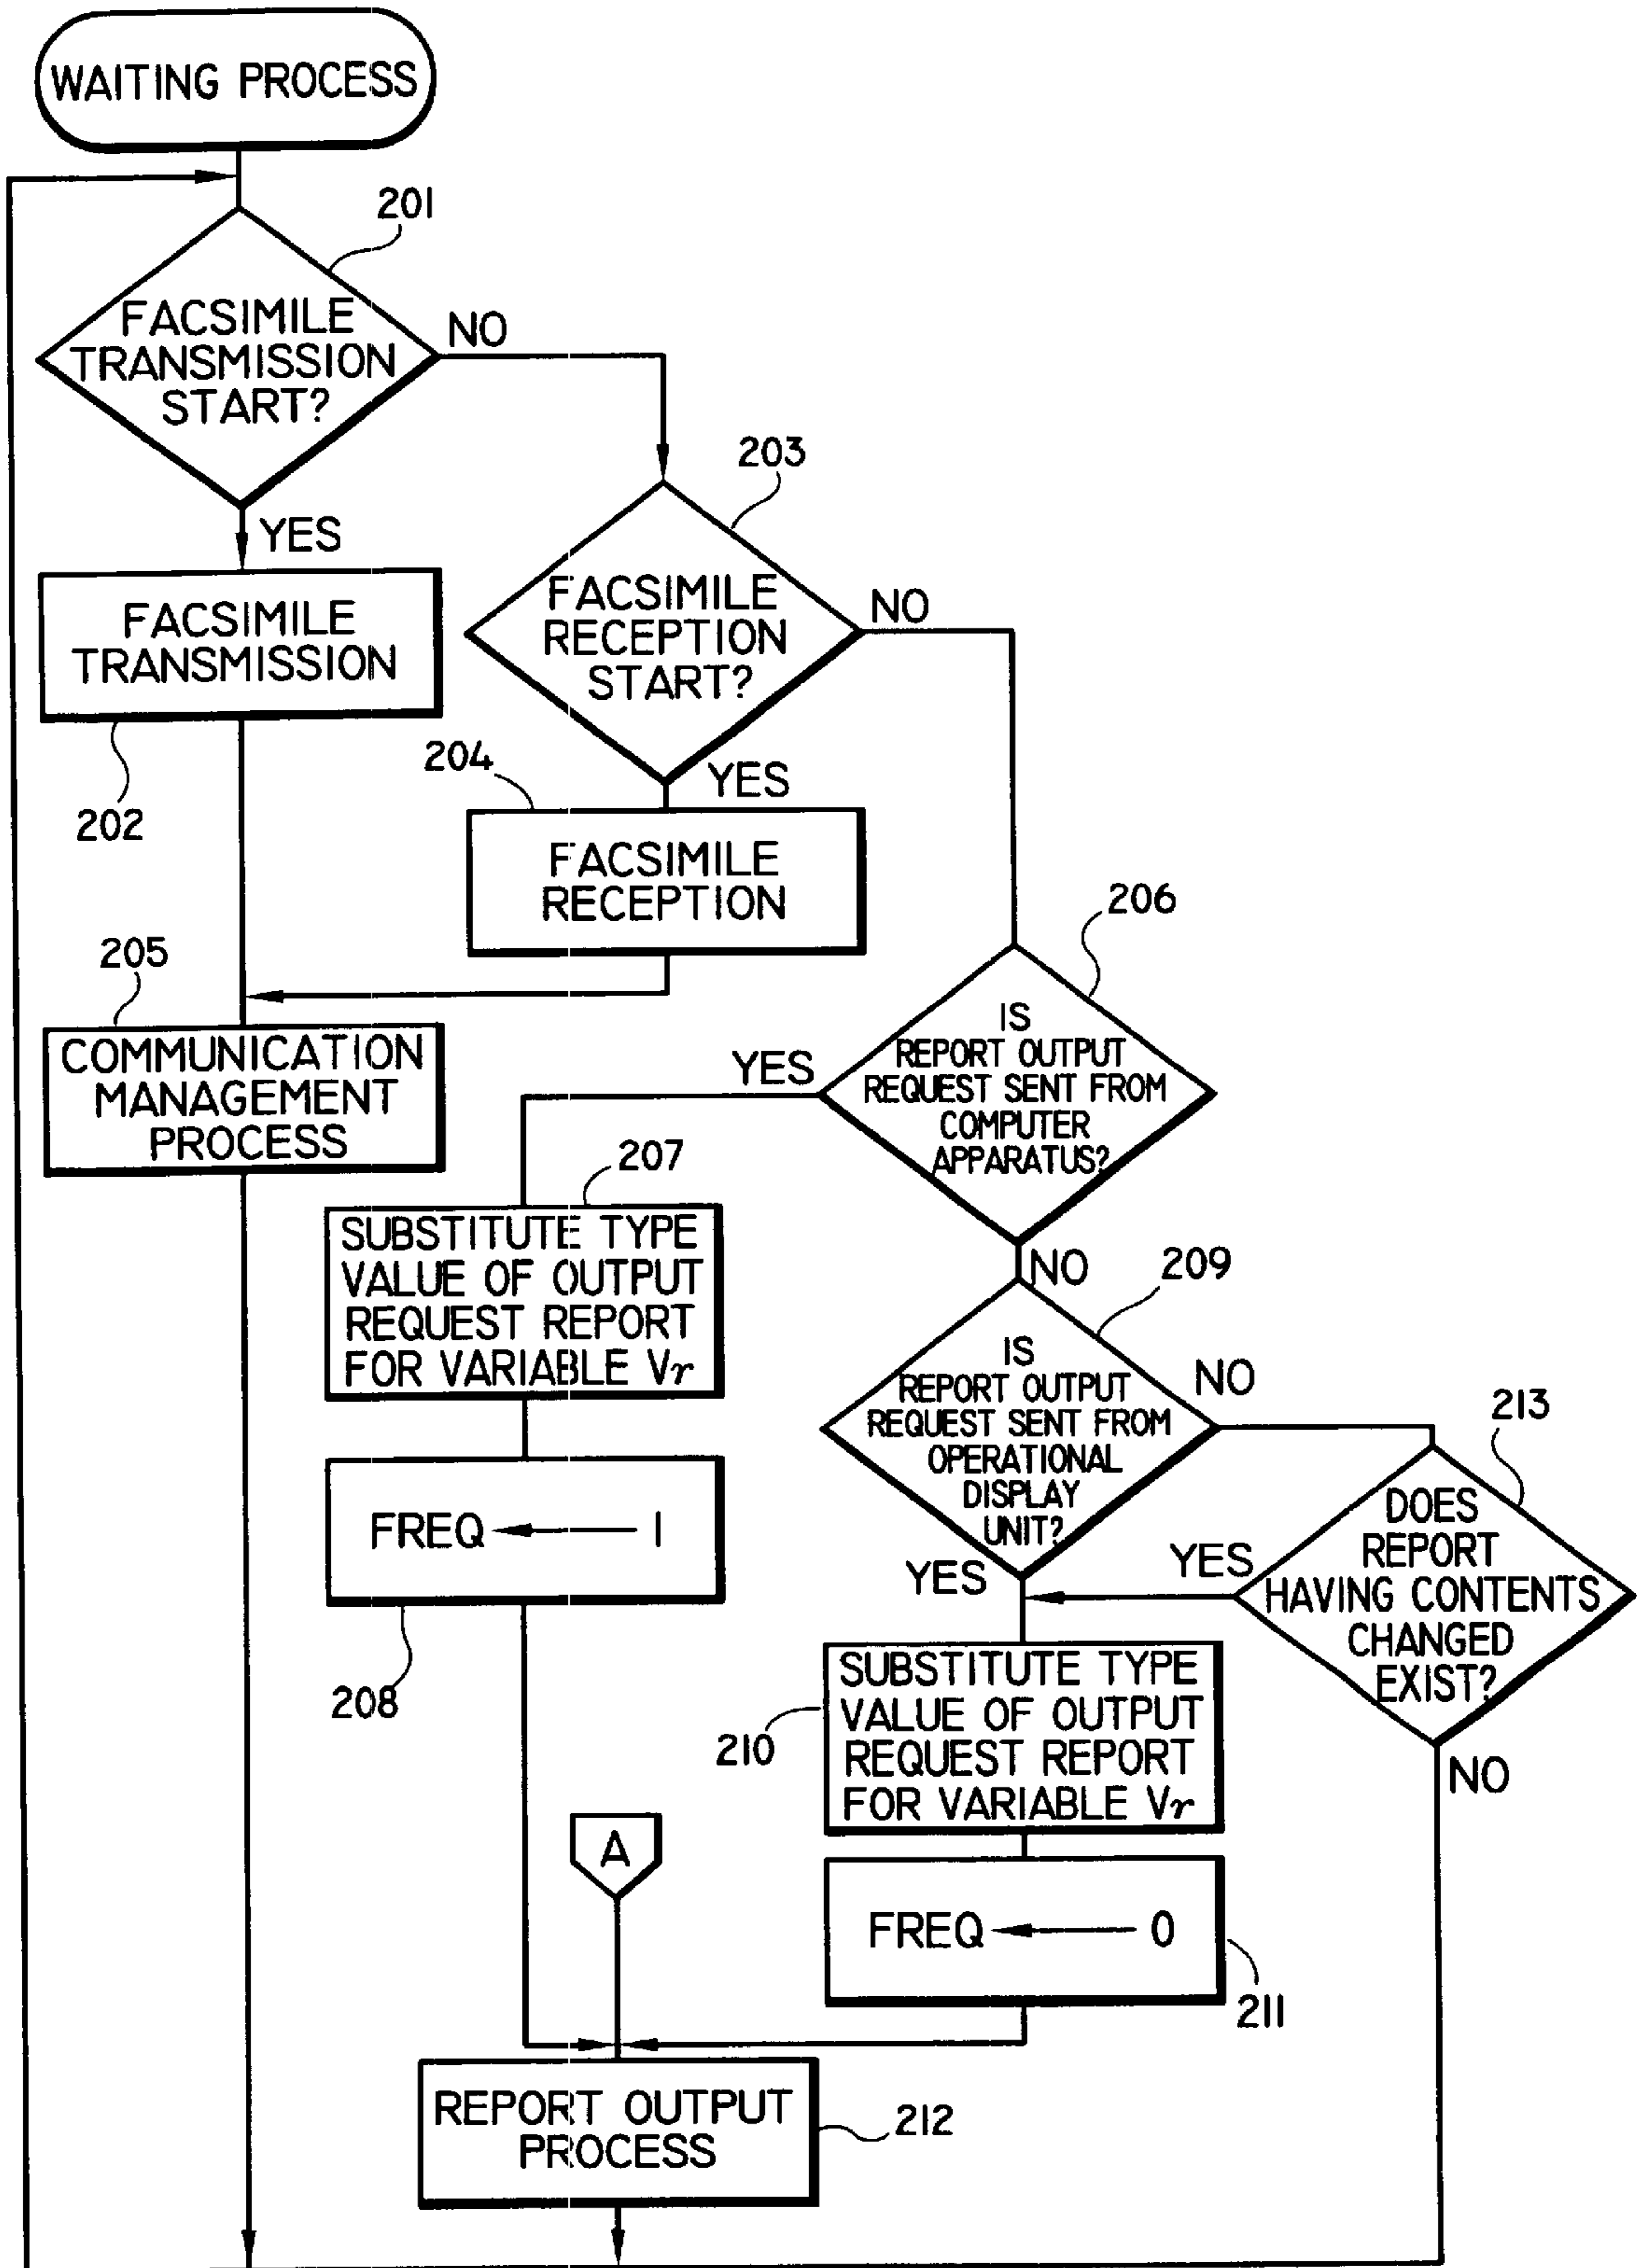 WAITING PROCESS
201
FACSIMILE
TRANSMISSION
START?
NO
YES
203
FACSIMILE
TRANSMISSION
202
FACSIMILE
RECEPTION
START?
NO
YES
204
FACSIMILE
RECEPTION
205
COMMUNICATION
MANAGEMENT
PROCESS
206
IS
REPORT OUTPUT
REQUEST SENT FROM
COMPUTER
APPARATUS?
YES
NO
207
SUBSTITUTE TYPE
VALUE OF OUTPUT
REQUEST REPORT
FOR VARIABLE Vr
FREQ ← 1
208
209
IS
REPORT OUTPUT
REQUEST SENT FROM
OPERATIONAL
DISPLAY
UNIT?
NO
YES
213
DOES
REPORT
HAVING CONTENTS
CHANGED
EXIST?
YES
NO
SUBSTITUTE TYPE
VALUE OF OUTPUT
REQUEST REPORT
FOR VARIABLE Vr
210
A
FREQ ← 0
211
REPORT OUTPUT
PROCESS
212